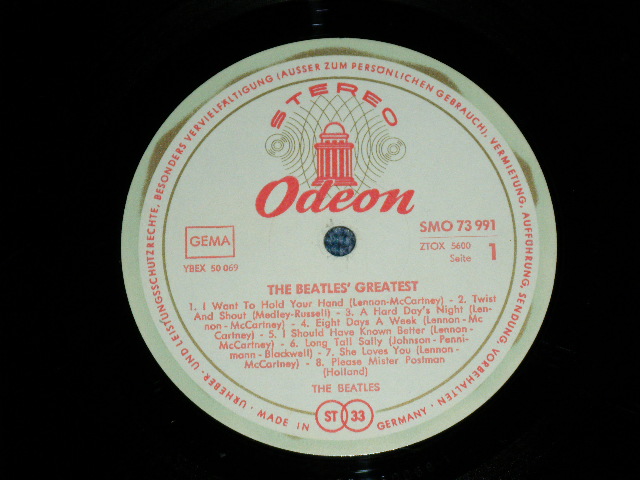 URHEBER- UND LEISTUNGSSCHUTZRECHTE, BESONDERS VERVIELFÄLTIGUNG (AUSSER ZUM PERSÖNLICHEN GEBRAUCH), VERMIETUNG, AUFFÜHRUNG, SENDUNG, VORBEHALTEN ·
STEREO
Odeon
GEMA
YBEX 50 069
SMO 73 991
ZTOX 5600
Seite 1
THE BEATLES' GREATEST
1. I Want To Hold Your Hand (Lennon-McCartney) - 2. Twist
And Shout (Medley-Russell) - 3. A Hard Day's Night (Len-
non - McCartney) - 4. Eight Days A Week (Lennon - Mc
Cartney) - 5. I Should Have Known Better (Lennon -
McCartney) - 6. Long Tall Sally (Johnson - Penni-
mann - Blackwell) - 7. She Loves You (Lennon -
McCartney) - 8. Please Mister Postman
(Holland)
THE BEATLES
MADE IN GERMANY ·
ST 33